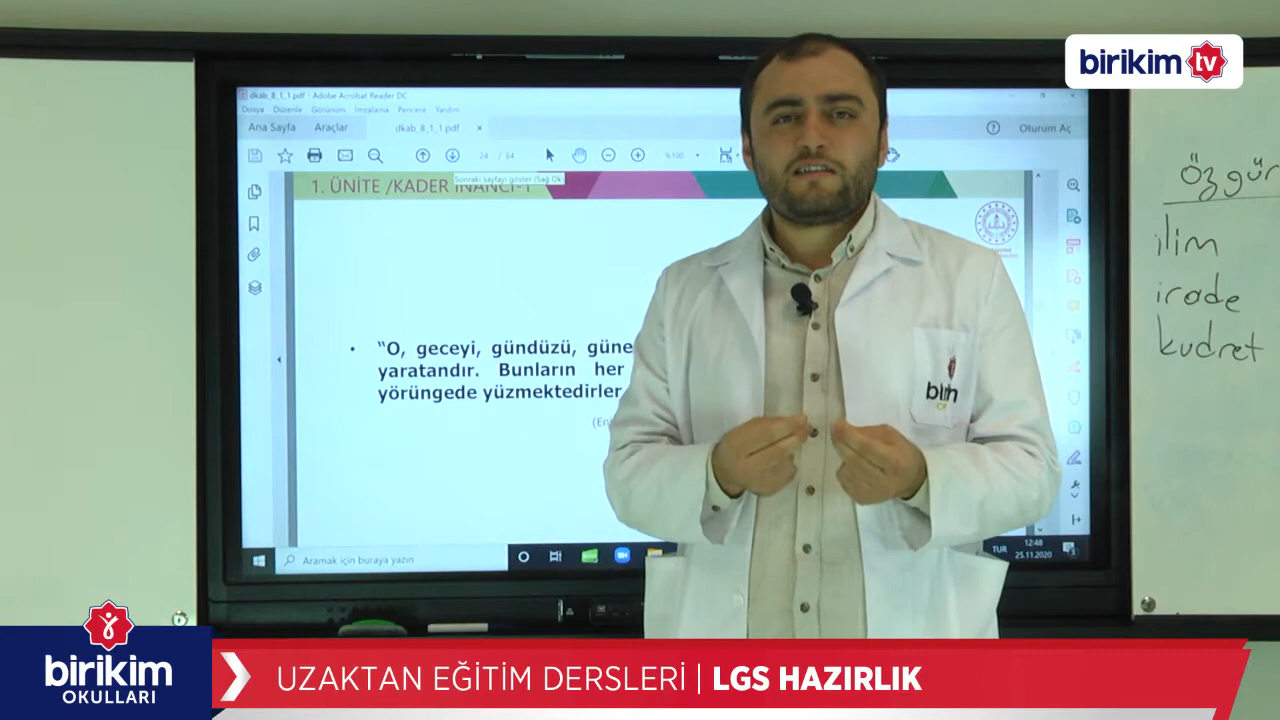 birikim tv
dkab_8_1_1.pdf - Adobe Acrobat Reader DC
Dosya Düzenle Görünüm İmzalama Pencere Yardım
Ana Sayfa Araçlar dkab_8_1_1.pdf × Oturum Aç
24 / 64 %100
Sonraki sayfayı göster (Sağ Ok)
1. ÜNİTE /KADER İNANCI-1
• “O, geceyi, gündüzü, güne
yaratandır. Bunların her
yörüngede yüzmektedirler
(En
Özgür
ilim
irade
kudret
Aramak için buraya yazın
TUR
12:48
25.11.2020
birikim
OKULLARI
UZAKTAN EĞİTİM DERSLERİ | LGS HAZIRLIK